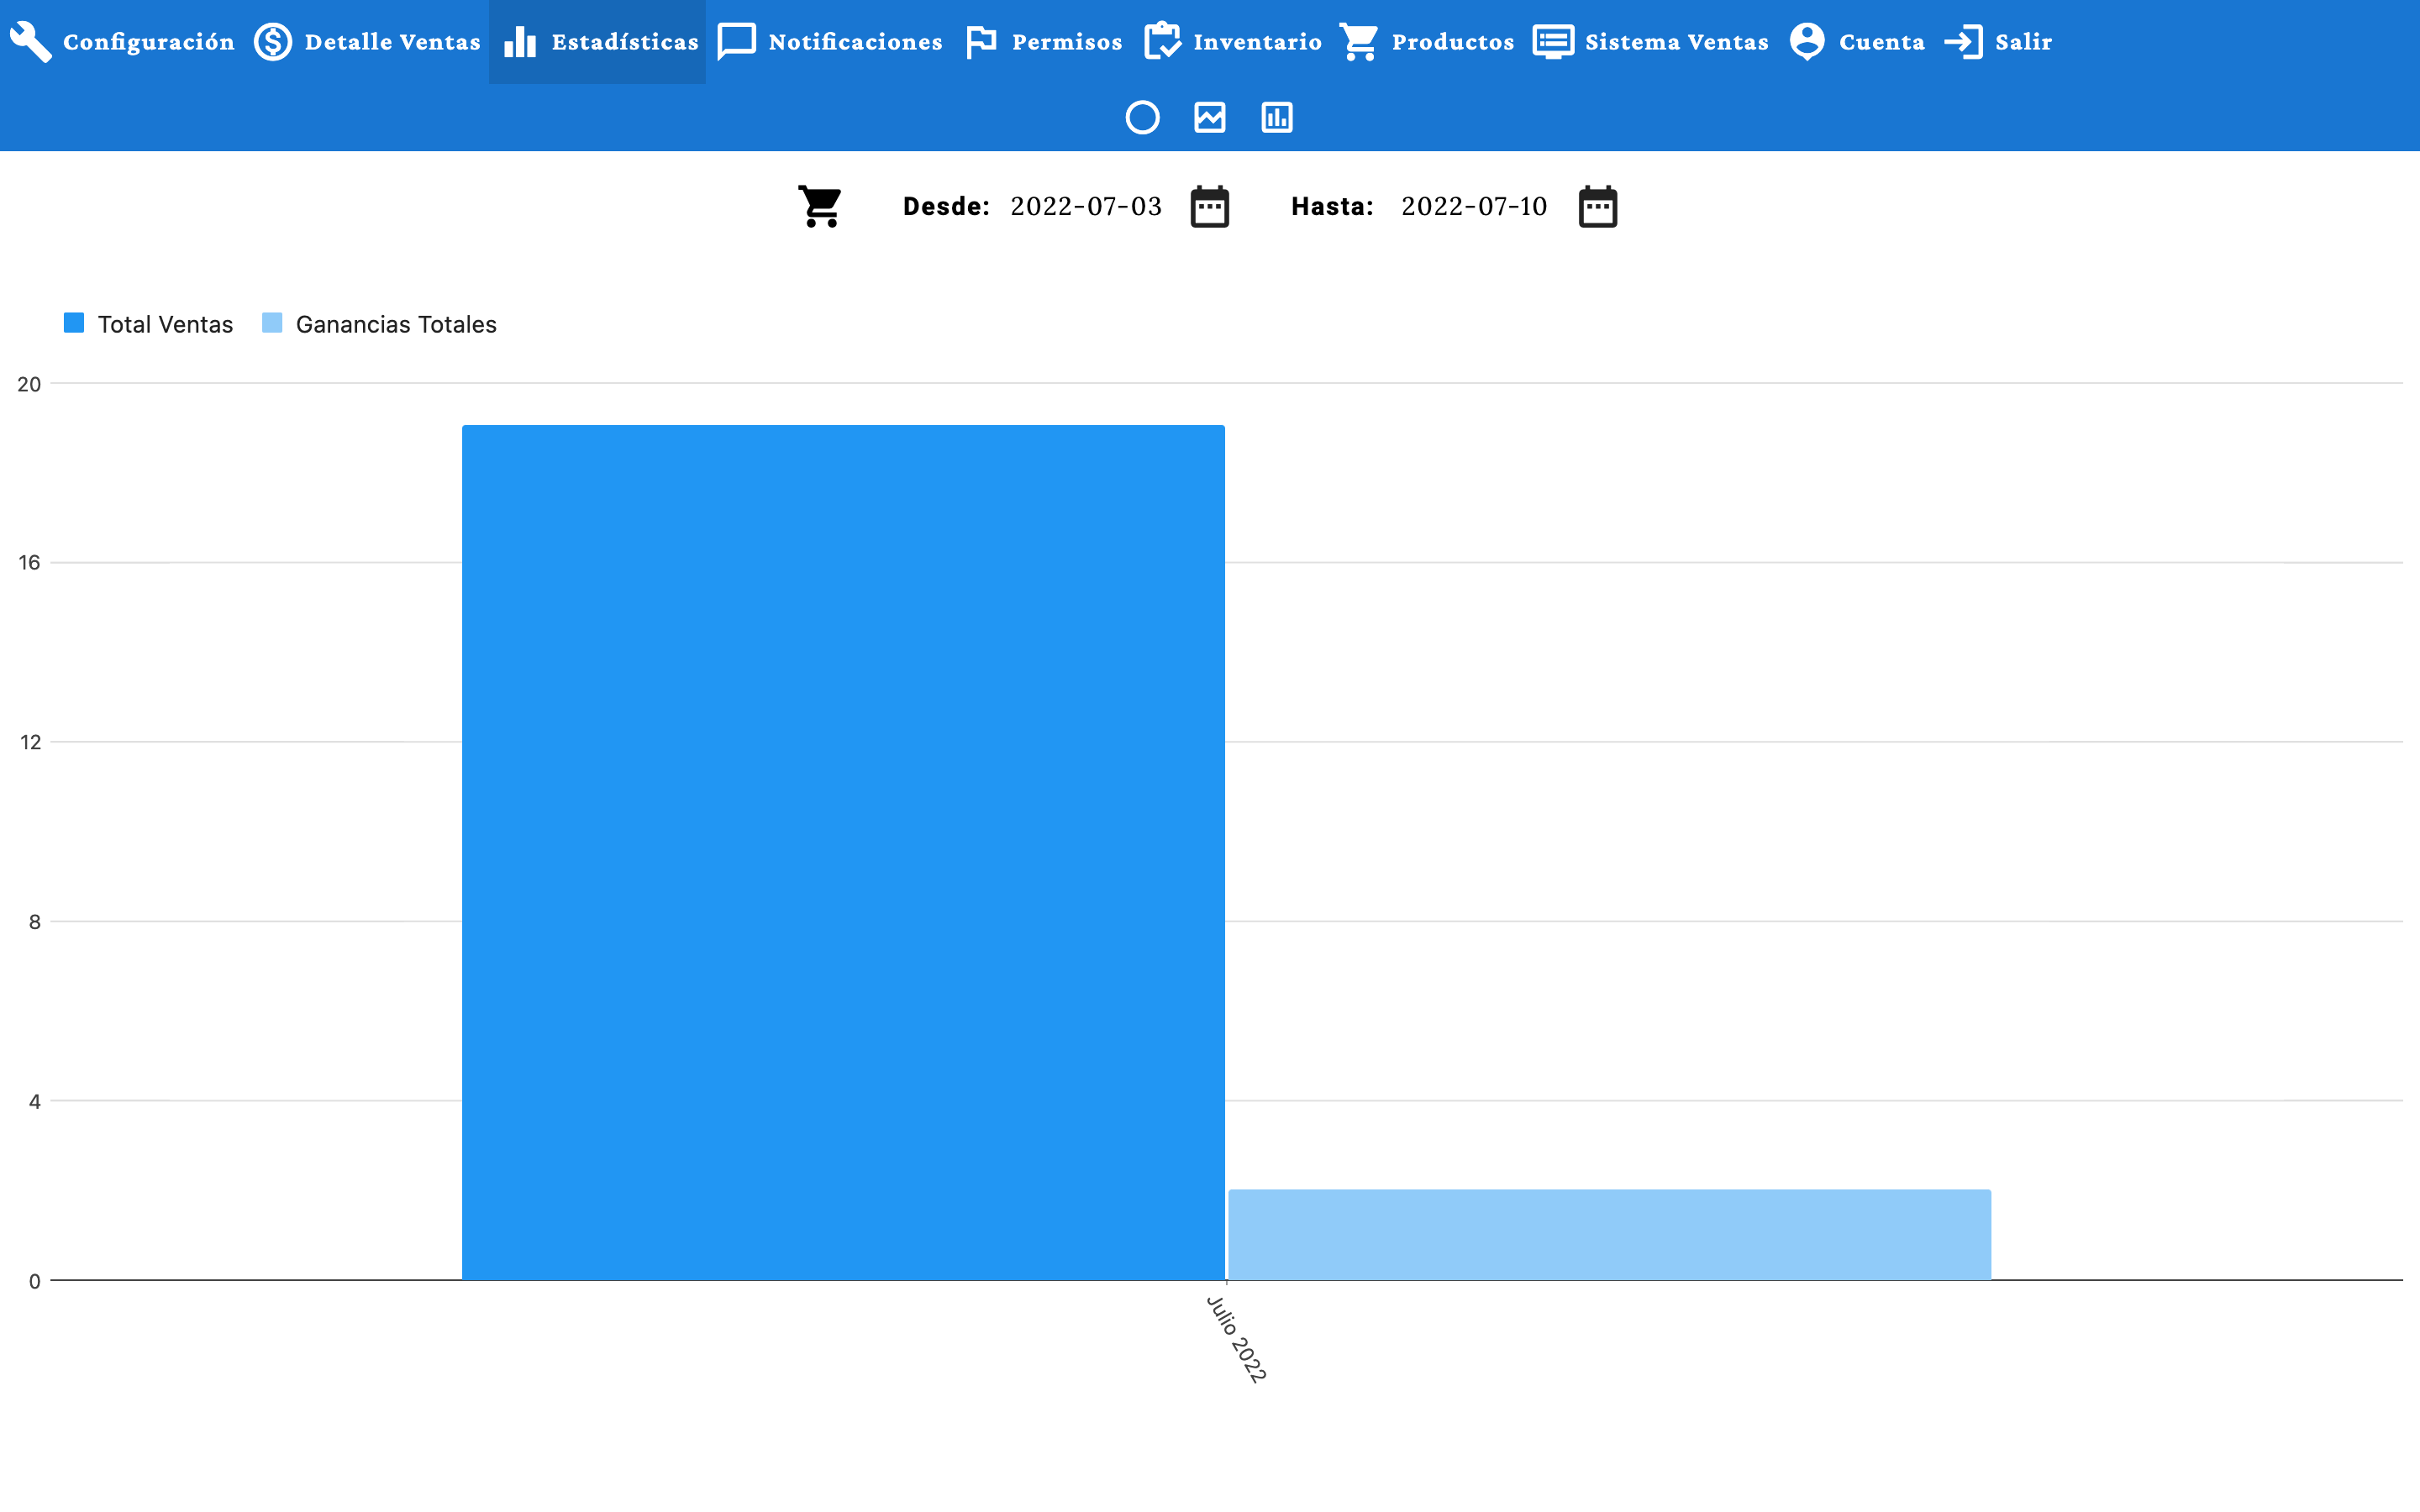 Configuración Detalle Ventas Estadísticas Notificaciones Permisos Inventario Productos Sistema Ventas Cuenta Salir
Desde: 2022-07-03 Hasta: 2022-07-10
Total Ventas Ganancias Totales
20
16
12
8
4
0
Julio 2022